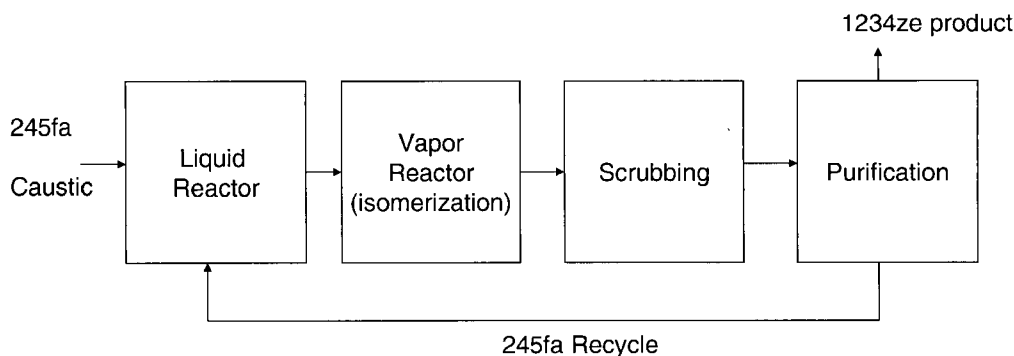 1234ze product
245fa
Caustic
Liquid
Reactor
Vapor
Reactor
(isomerization)
Scrubbing
Purification
245fa Recycle